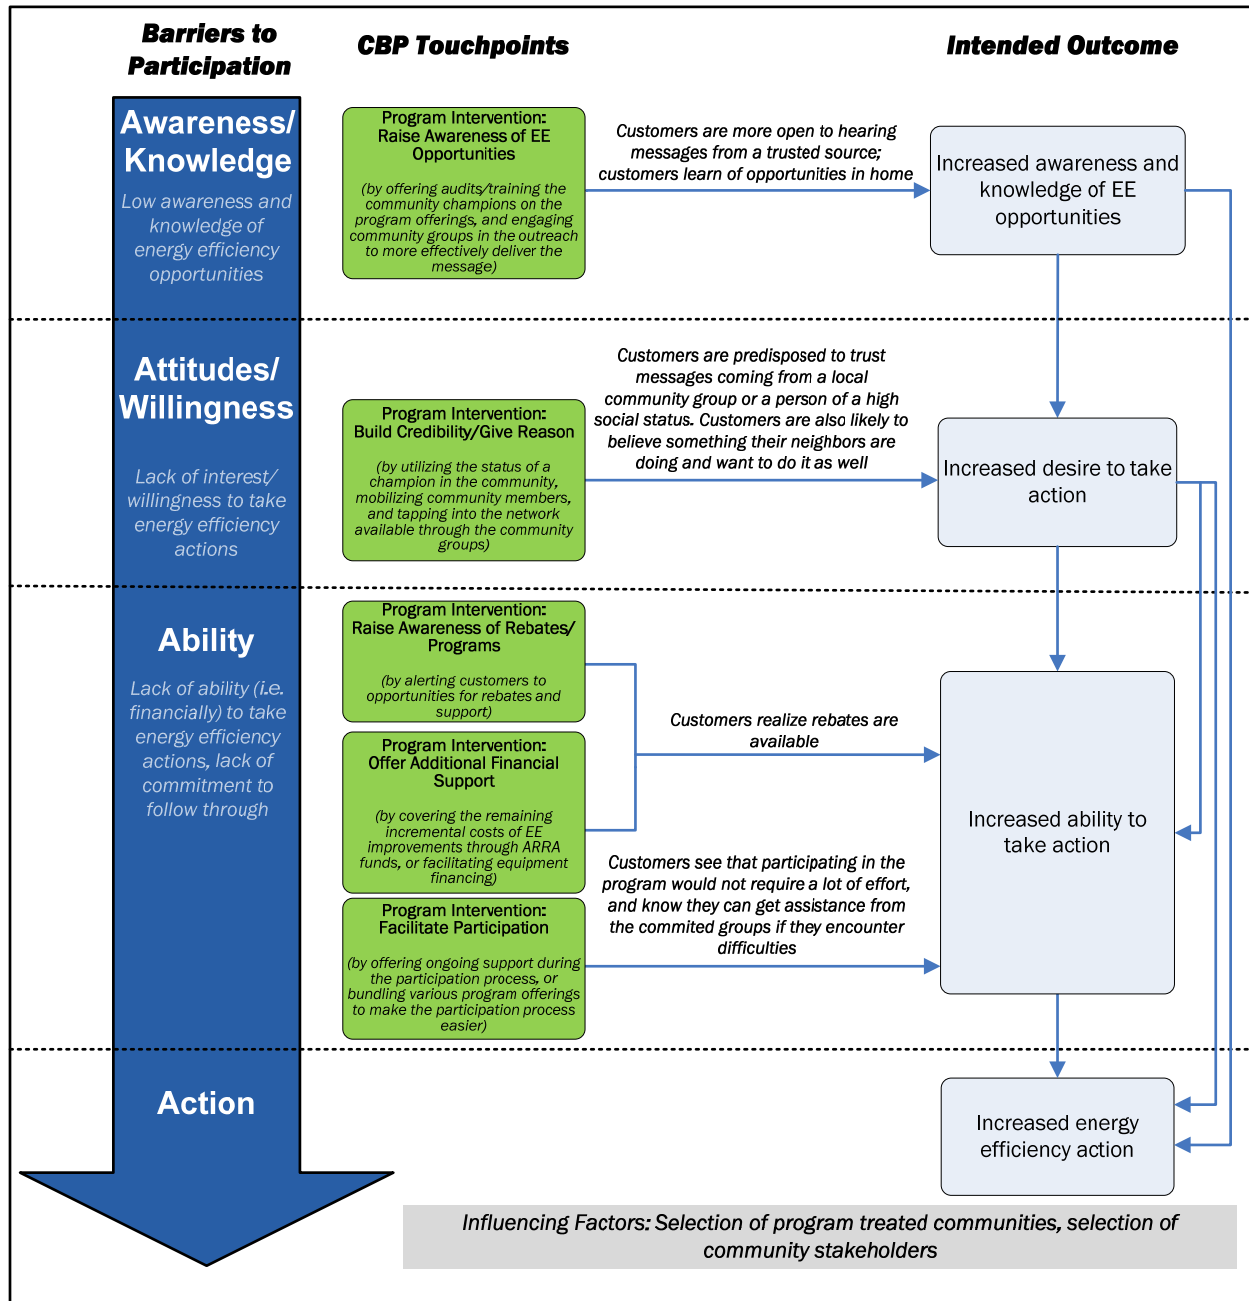 Barriers to
Participation
CBP Touchpoints
Intended Outcome
Awareness/
Knowledge
Low awareness and
knowledge of
energy efficiency
opportunities
Program Intervention:
Raise Awareness of EE
Opportunities
(by offering audits/training the
community champions on the
program offerings, and engaging
community groups in the outreach
to more effectively deliver the
message)
Customers are more open to hearing
messages from a trusted source;
customers learn of opportunities in home
Increased awareness and
knowledge of EE
opportunities
Attitudes/
Willingness
Lack of interest/
willingness to take
energy efficiency
actions
Program Intervention:
Build Credibility/Give Reason
(by utilizing the status of a
champion in the community,
mobilizing community members,
and tapping into the network
available through the community
groups)
Customers are predisposed to trust
messages coming from a local
community group or a person of a high
social status. Customers are also likely to
believe something their neighbors are
doing and want to do it as well
Increased desire to take
action
Ability
Lack of ability (i.e.
financially) to take
energy efficiency
actions, lack of
commitment to
follow through
Program Intervention:
Raise Awareness of Rebates/
Programs
(by alerting customers to
opportunities for rebates and
support)
Program Intervention:
Offer Additional Financial
Support
(by covering the remaining
incremental costs of EE
improvements through ARRA
funds, or facilitating equipment
financing)
Customers realize rebates are
available
Program Intervention:
Facilitate Participation
(by offering ongoing support during
the participation process, or
bundling various program offerings
to make the participation process
easier)
Customers see that participating in the
program would not require a lot of effort,
and know they can get assistance from
the commited groups if they encounter
difficulties
Increased ability to
take action
Action
Increased energy
efficiency action
Influencing Factors: Selection of program treated communities, selection of
community stakeholders